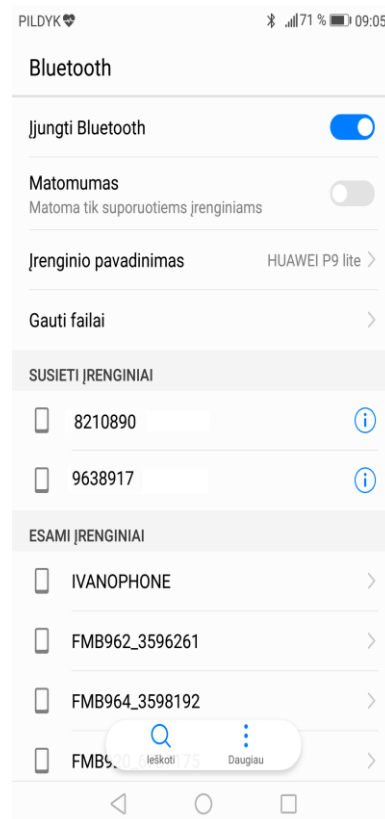 PILDYK 71 % 09:05
Bluetooth
Įjungti Bluetooth
Matomumas
Matoma tik suporuotiems įrenginiams
Įrenginio pavadinimas HUAWEI P9 lite
Gauti failai
SUSIETI ĮRENGINIAI
8210890
9638917
ESAMI ĮRENGINIAI
IVANOPHONE
FMB962_3596261
FMB964_3598192
Ieškoti Daugiau